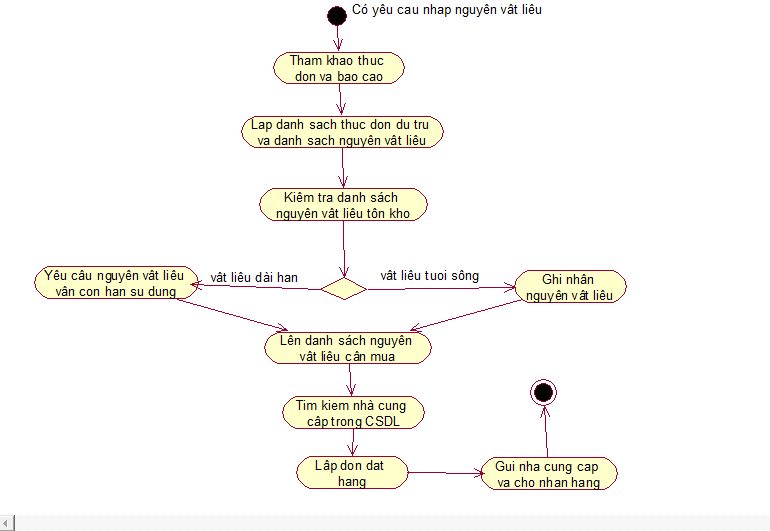 Có yêu cau nhap nguyên vât liêu
Tham khao thuc
don va bao cao
Lap danh sach thuc don du tru
va danh sach nguyên vât liêu
Kiêm tra danh sách
nguyên vât liêu tôn kho
Yêu câu nguyên vât liêu
vân con han su dung
vât liêu dài han
vât liêu tuoi sông
Ghi nhân
nguyên vât liêu
Lên danh sách nguyên
vât liêu cân mua
Tim kiem nhà cung
câp trong CSDL
Lâp don dat
hang
Gui nha cung cap
va cho nhan hang